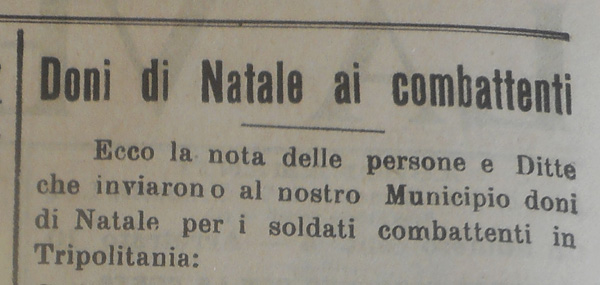 Doni di Natale ai combattenti
Ecco la nota delle persone e Ditte
che inviarono al nostro Municipio doni
di Natale per i soldati combattenti in
Tripolitania: